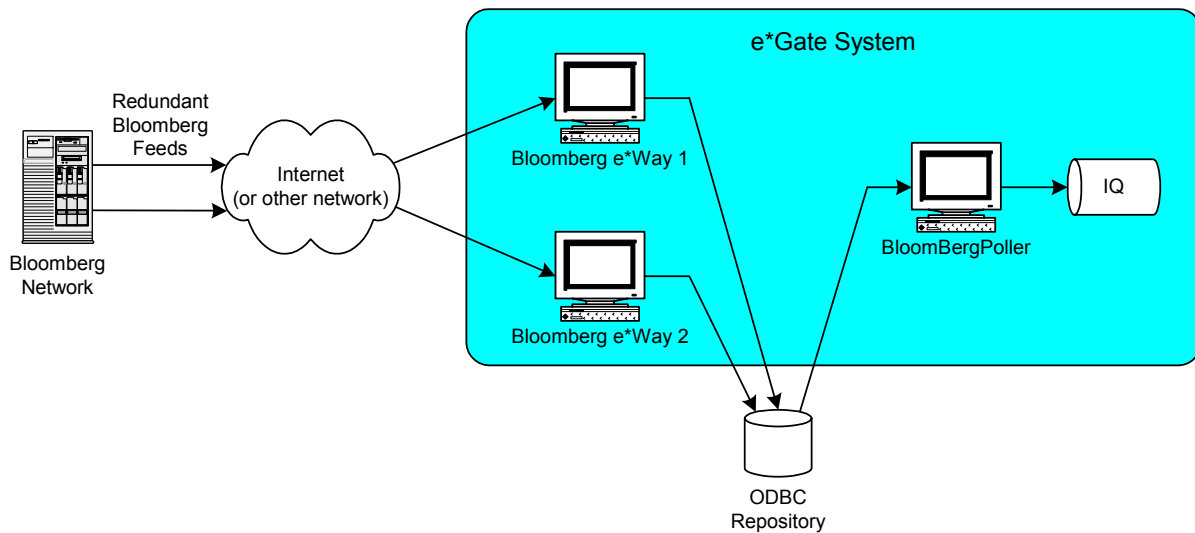 e*Gate System
Redundant
Bloomberg
Feeds
Bloomberg e*Way 1
Internet
(or other network)
IQ
BloomBergPoller
Bloomberg
Network
Bloomberg e*Way 2
ODBC
Repository